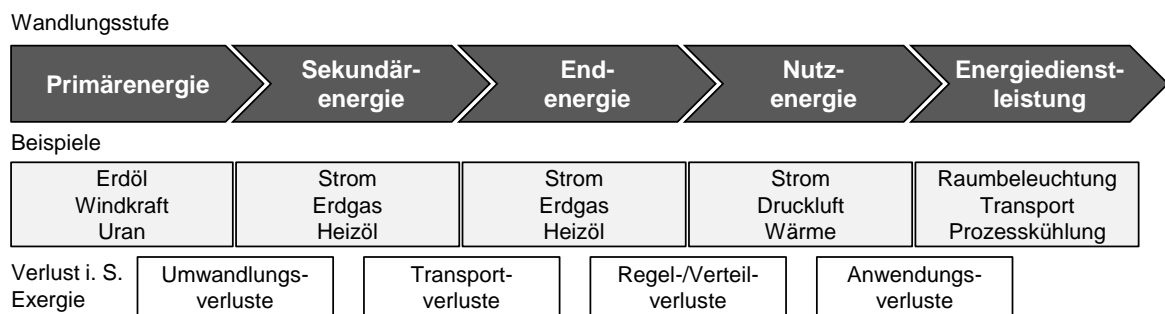 Wandlungsstufe
Primärenergie
Sekundär-
energie
End-
energie
Nutz-
energie
Energiedienst-
leistung
Beispiele
Erdöl
Windkraft
Uran
Strom
Erdgas
Heizöl
Strom
Erdgas
Heizöl
Strom
Druckluft
Wärme
Raumbeleuchtung
Transport
Prozesskühlung
Verlust i. S.
Exergie
Umwandlungs-
verluste
Transport-
verluste
Regel-/Verteil-
verluste
Anwendungs-
verluste